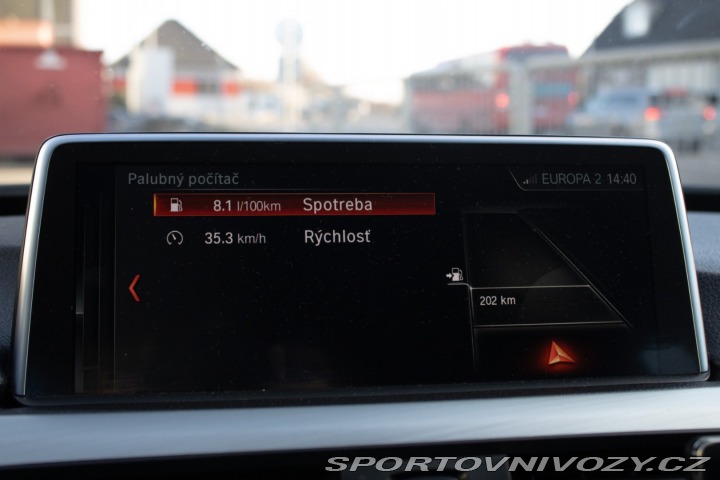 Palubný počítač
EUROPA 2 14:40
8.1 l/100km Spotreba
35.3 km/h Rýchlosť
202 km
SPORTOVNIVOZY.CZ